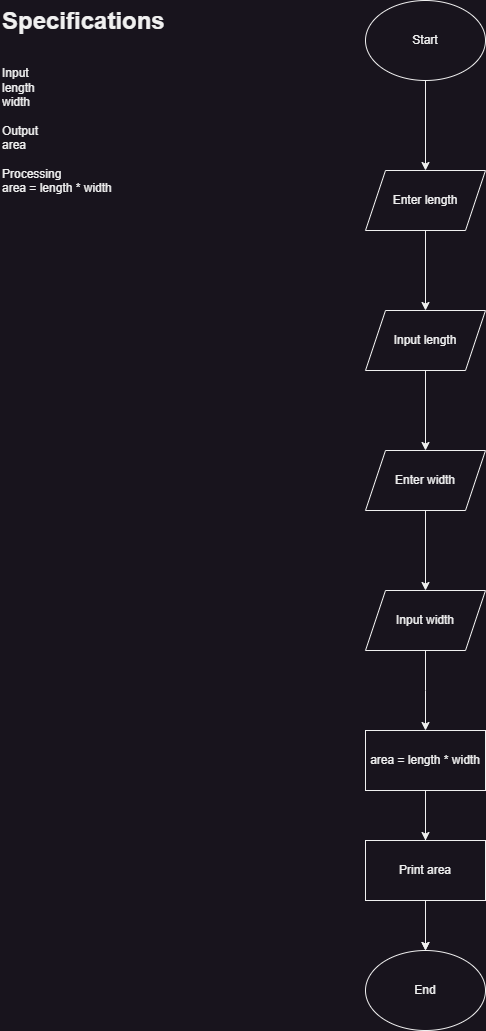 Specifications
Input
length
width
Output
area
Processing
area = length * width
Start
Enter length
Input length
Enter width
Input width
area = length * width
Print area
End